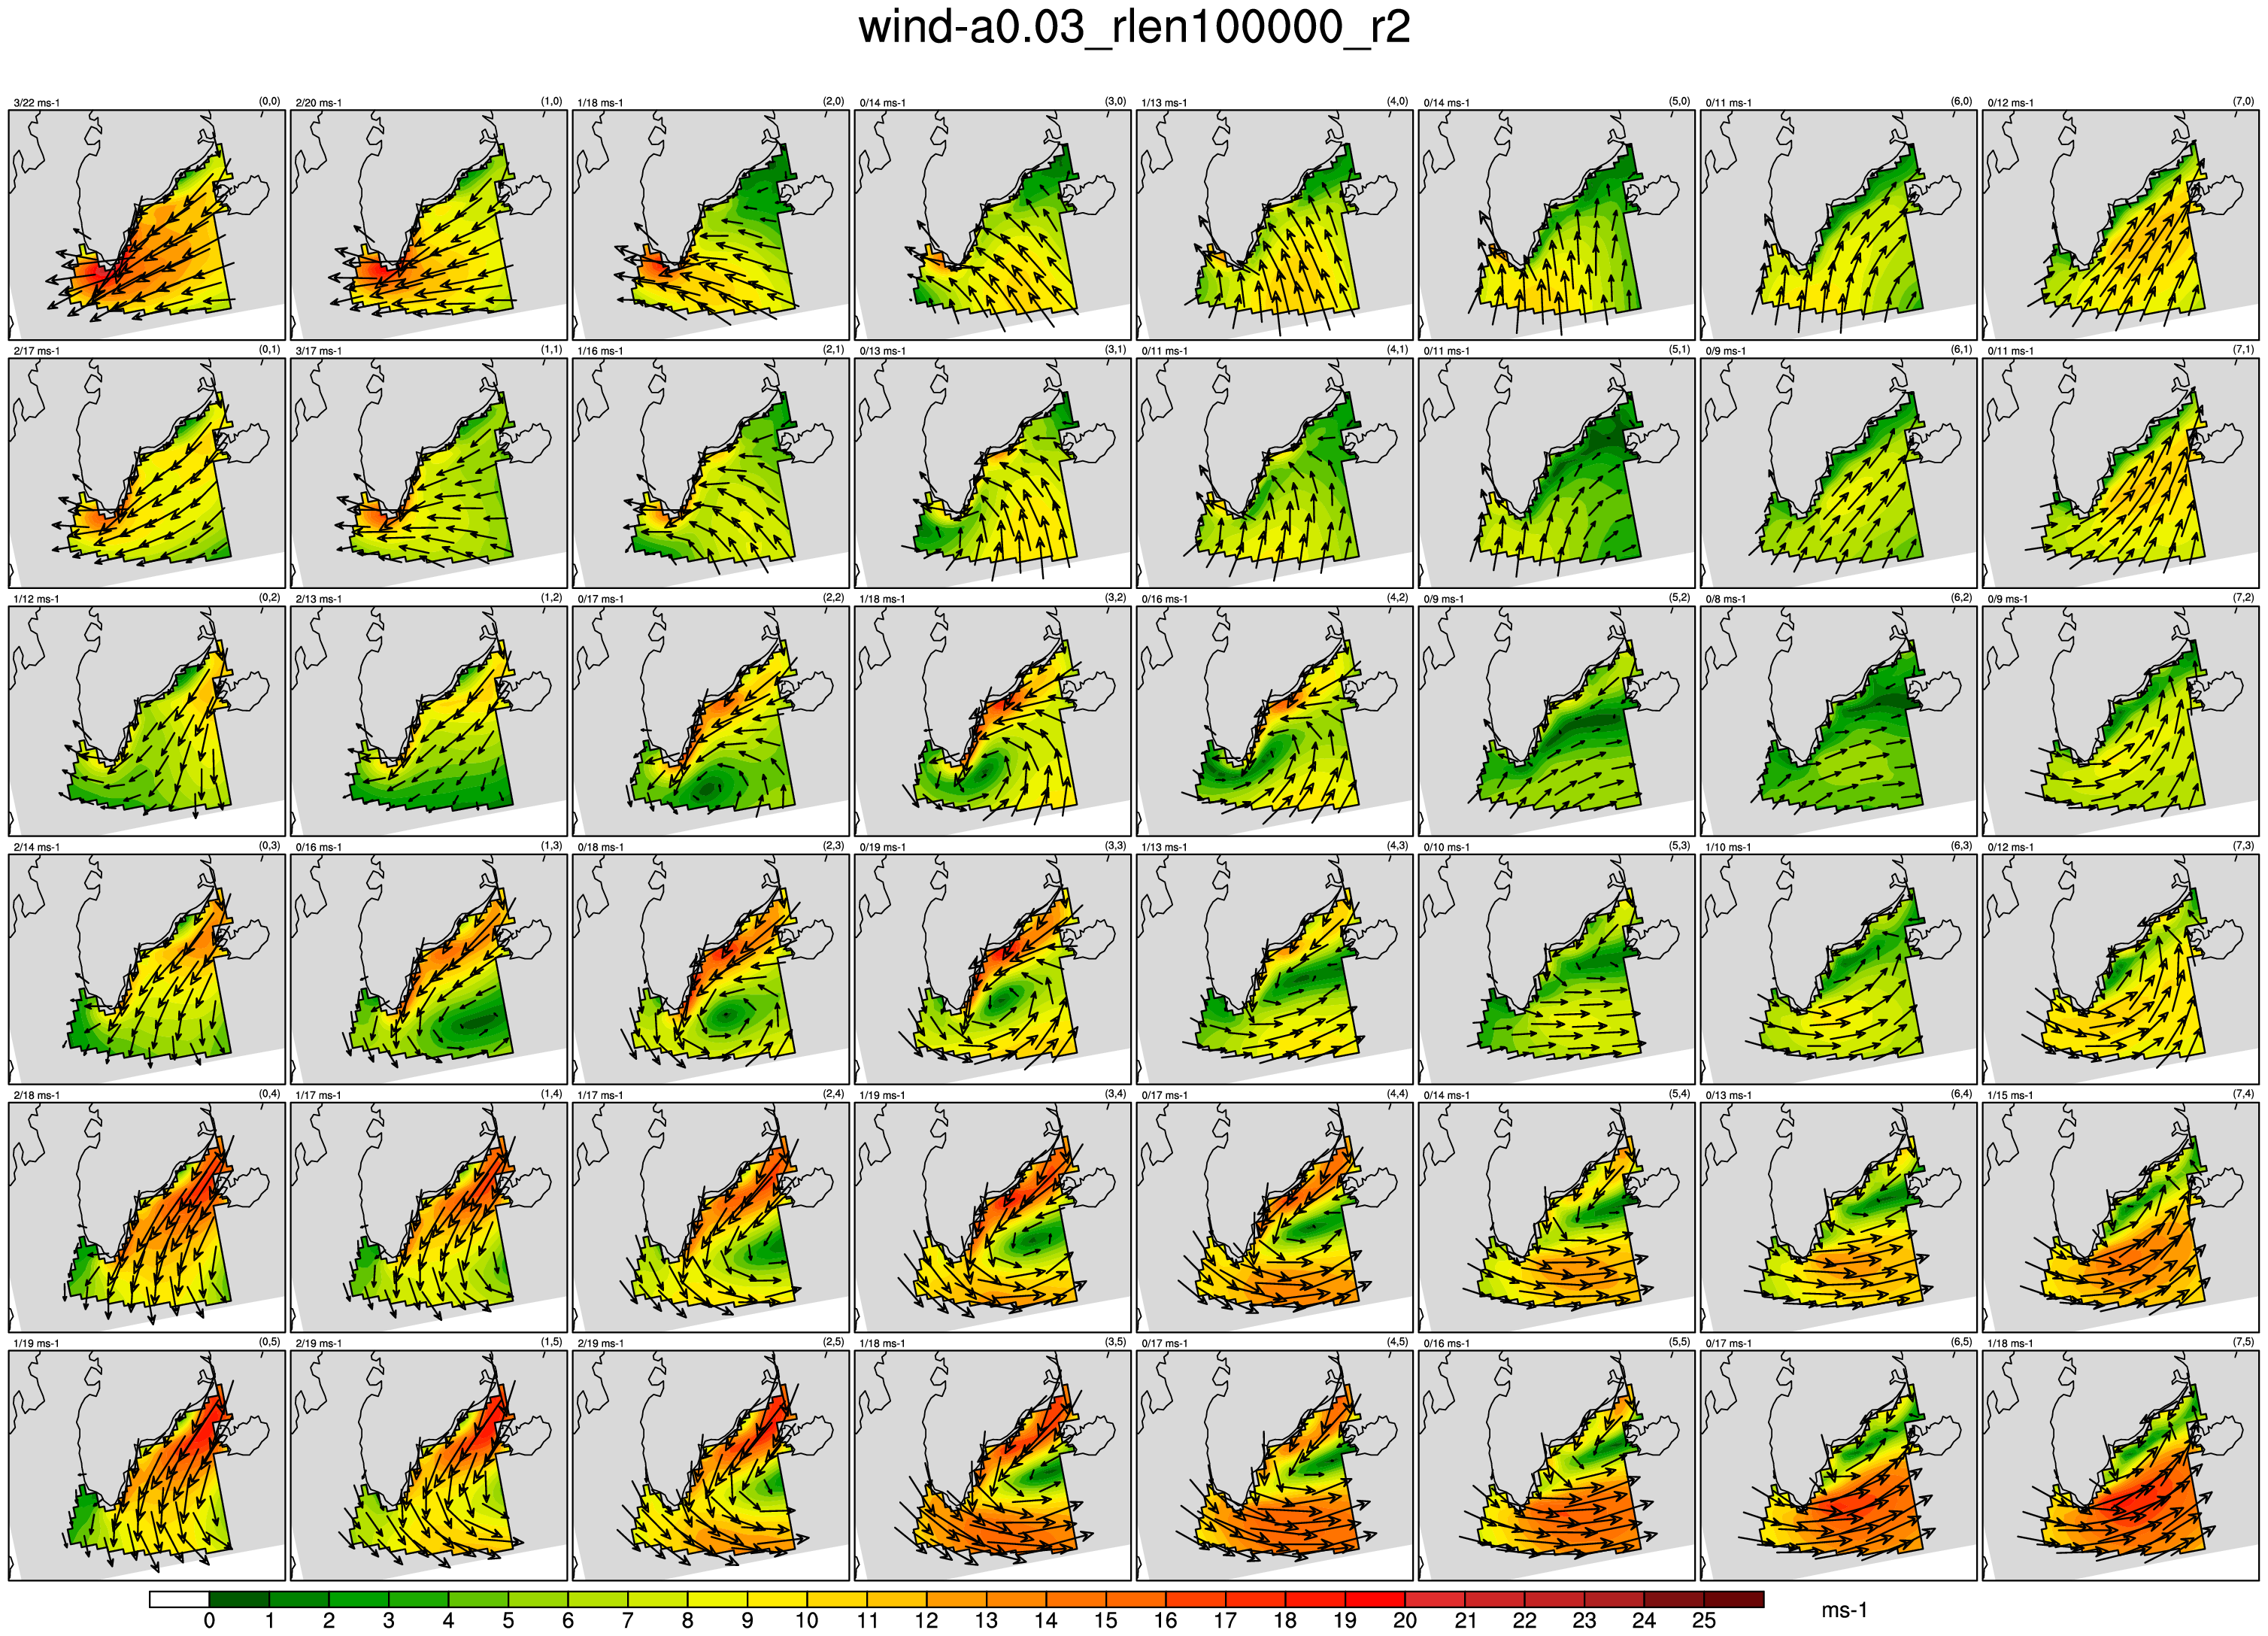 wind-a0.03_rlen100000_r2
3/22 ms-1 (0,0) 2/20 ms-1 (1,0) 1/18 ms-1 (2,0) 0/14 ms-1 (3,0) 1/13 ms-1 (4,0) 0/14 ms-1 (5,0) 0/11 ms-1 (6,0) 0/12 ms-1 (7,0)
2/17 ms-1 (0,1) 3/17 ms-1 (1,1) 1/16 ms-1 (2,1) 0/13 ms-1 (3,1) 0/11 ms-1 (4,1) 0/11 ms-1 (5,1) 0/9 ms-1 (6,1) 0/11 ms-1 (7,1)
1/12 ms-1 (0,2) 2/13 ms-1 (1,2) 0/17 ms-1 (2,2) 1/18 ms-1 (3,2) 0/16 ms-1 (4,2) 0/9 ms-1 (5,2) 0/8 ms-1 (6,2) 0/9 ms-1 (7,2)
2/14 ms-1 (0,3) 0/16 ms-1 (1,3) 0/18 ms-1 (2,3) 0/19 ms-1 (3,3) 1/13 ms-1 (4,3) 0/10 ms-1 (5,3) 1/10 ms-1 (6,3) 0/12 ms-1 (7,3)
2/18 ms-1 (0,4) 1/17 ms-1 (1,4) 1/17 ms-1 (2,4) 1/19 ms-1 (3,4) 0/17 ms-1 (4,4) 0/14 ms-1 (5,4) 0/13 ms-1 (6,4) 1/15 ms-1 (7,4)
1/19 ms-1 (0,5) 2/19 ms-1 (1,5) 2/19 ms-1 (2,5) 1/18 ms-1 (3,5) 0/17 ms-1 (4,5) 0/16 ms-1 (5,5) 0/17 ms-1 (6,5) 1/18 ms-1 (7,5)
0 1 2 3 4 5 6 7 8 9 10 11 12 13 14 15 16 17 18 19 20 21 22 23 24 25 ms-1